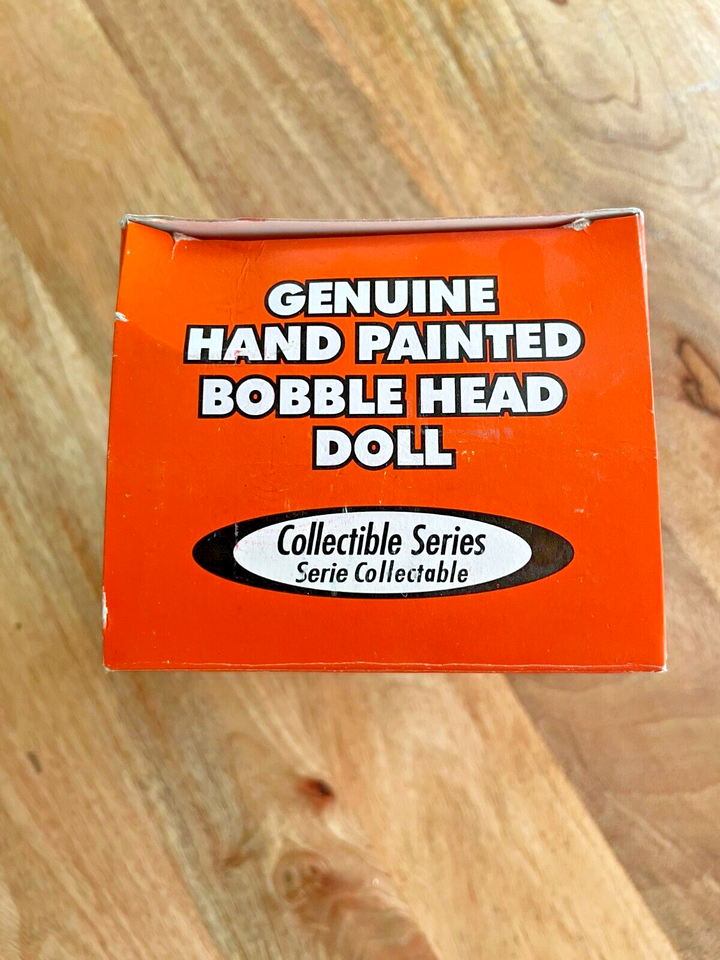 GENUINE
HAND PAINTED
BOBBLE HEAD
DOLL
Collectible Series
Serie Collectable